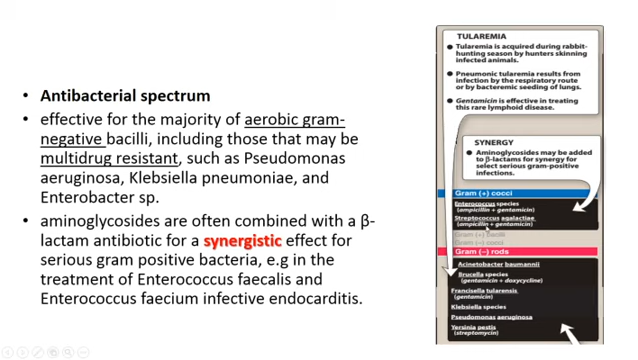 • Antibacterial spectrum
• effective for the majority of aerobic gram-
negative bacilli, including those that may be
multidrug resistant, such as Pseudomonas
aeruginosa, Klebsiella pneumoniae, and
Enterobacter sp.
• aminoglycosides are often combined with a β-
lactam antibiotic for a synergistic effect for
serious gram positive bacteria, e.g in the
treatment of Enterococcus faecalis and
Enterococcus faecium infective endocarditis.
TULAREMIA
• Tularemia is acquired during rabbit-
hunting season by hunters skinning
infected animals.
• Pneumonic tularemia results from
infection by the respiratory route or
by bacteremic seeding of lungs.
• Gentamicin is effective in treating
this rare lymphoid disease.
SYNERGY
• Aminoglycosides may be added
to β-lactams for synergy for
select serious gram-positive
infections.
Gram (+) cocci
Enterococcus species
(ampicillin + gentamicin)
Streptococcus agalactiae
(ampicillin + gentamicin)
Gram (+) bacilli
Gram (–) cocci
Gram (–) rods
Acinetobacter baumannii
Brucella species
(gentamicin + doxycycline)
Francisella tularensis
(gentamicin)
Klebsiella species
Pseudomonas aeruginosa
Yersinia pestis
(streptomycin)